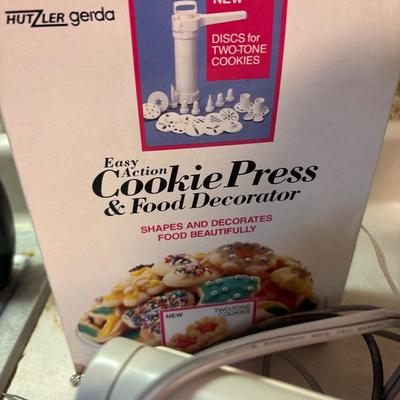 HUTZLER gerda
NEW
DISCS for
TWO-TONE
COOKIES
Easy
Action
Cookie Press
& Food Decorator
SHAPES AND DECORATES
FOOD BEAUTIFULLY
NEW
TWO-TONE
COOKIES